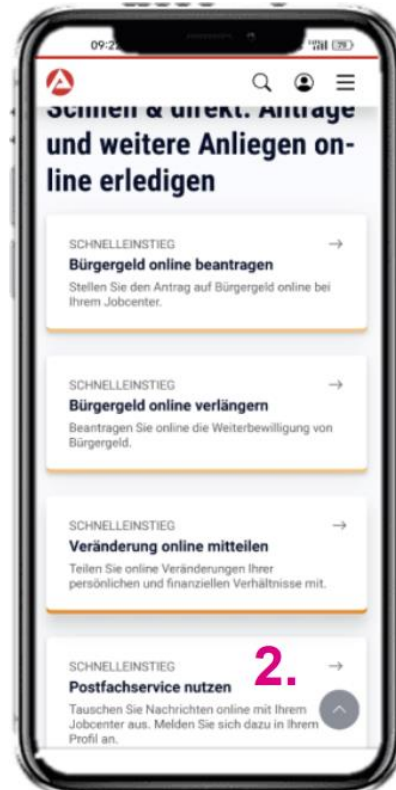 09:2
79
Schnell & direkt: Anträge
und weitere Anliegen on-
line erledigen
SCHNELLEINSTIEG →
Bürgergeld online beantragen
Stellen Sie den Antrag auf Bürgergeld online bei
Ihrem Jobcenter.
SCHNELLEINSTIEG →
Bürgergeld online verlängern
Beantragen Sie online die Weiterbewilligung von
Bürgergeld.
SCHNELLEINSTIEG →
Veränderung online mitteilen
Teilen Sie online Veränderungen Ihrer
persönlichen und finanziellen Verhältnisse mit.
SCHNELLEINSTIEG →
2.
Postfachservice nutzen
Tauschen Sie Nachrichten online mit Ihrem
Jobcenter aus. Melden Sie sich dazu in Ihrem
Profil an.